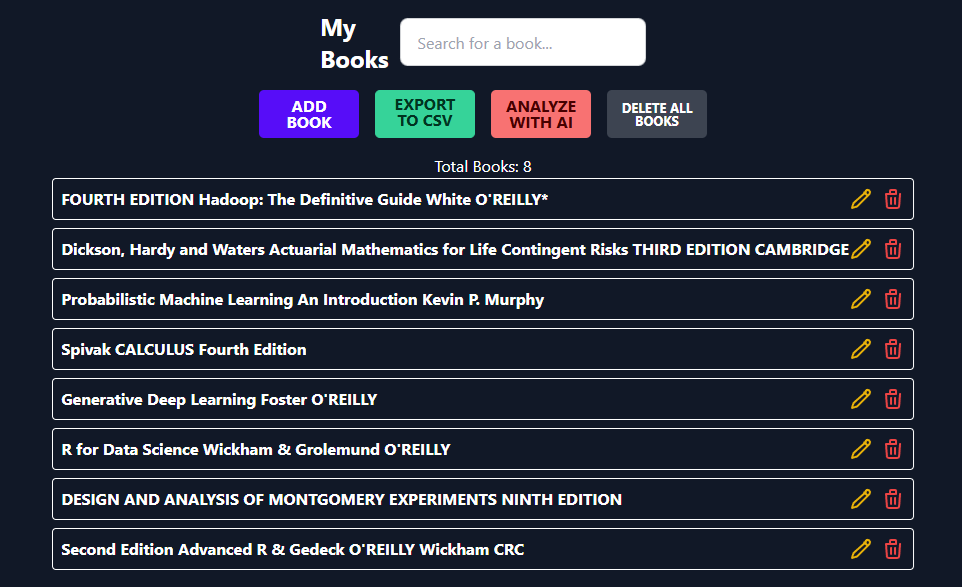 My
Books
Search for a book...
ADD
BOOK
EXPORT
TO CSV
ANALYZE
WITH AI
DELETE ALL
BOOKS
Total Books: 8
FOURTH EDITION Hadoop: The Definitive Guide White O'REILLY*
Dickson, Hardy and Waters Actuarial Mathematics for Life Contingent Risks THIRD EDITION CAMBRIDGE
Probabilistic Machine Learning An Introduction Kevin P. Murphy
Spivak CALCULUS Fourth Edition
Generative Deep Learning Foster O'REILLY
R for Data Science Wickham & Grolemund O'REILLY
DESIGN AND ANALYSIS OF MONTGOMERY EXPERIMENTS NINTH EDITION
Second Edition Advanced R & Gedeck O'REILLY Wickham CRC